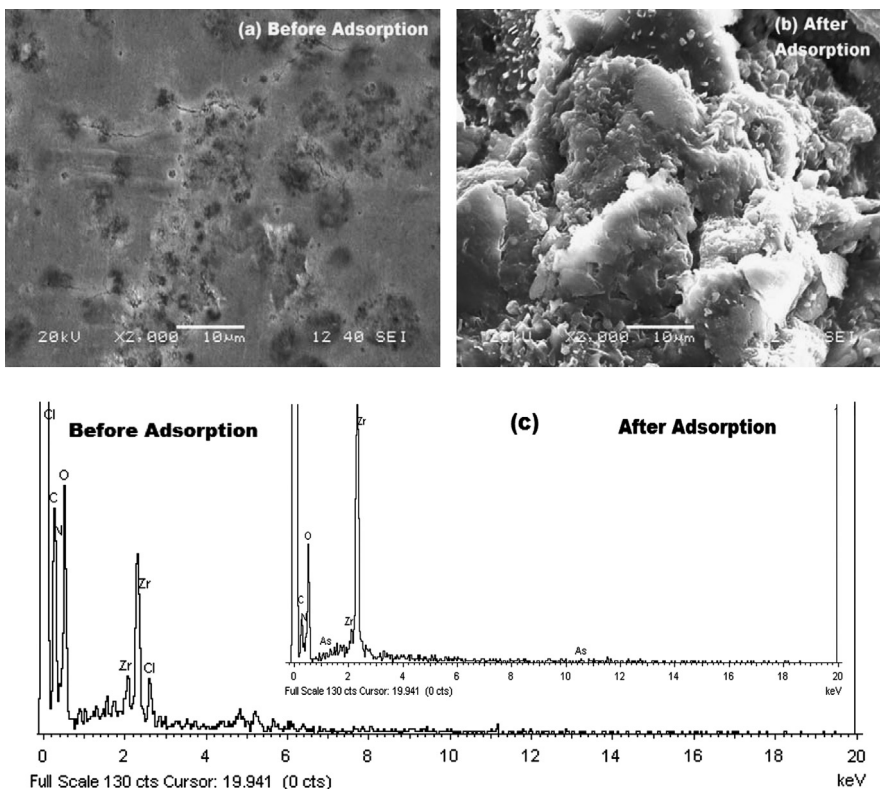 (a) Before Adsorption
20kV X2,000 10µm 12 40 SEI
(b) After
Adsorption
X2,000 10µm SEI
Before Adsorption
(c)
After Adsorption
Cl
O
C
N
Zr
Zr
Cl
0 2 4 6 8 10 12 14 16 18 20
Full Scale 130 cts Cursor: 19.941 (0 cts)
keV
Zr
O
C
N
As
Zr
As
0 2 4 6 8 10 12 14 16 18 20
Full Scale 130 cts Cursor: 19.941 (0 cts)
keV